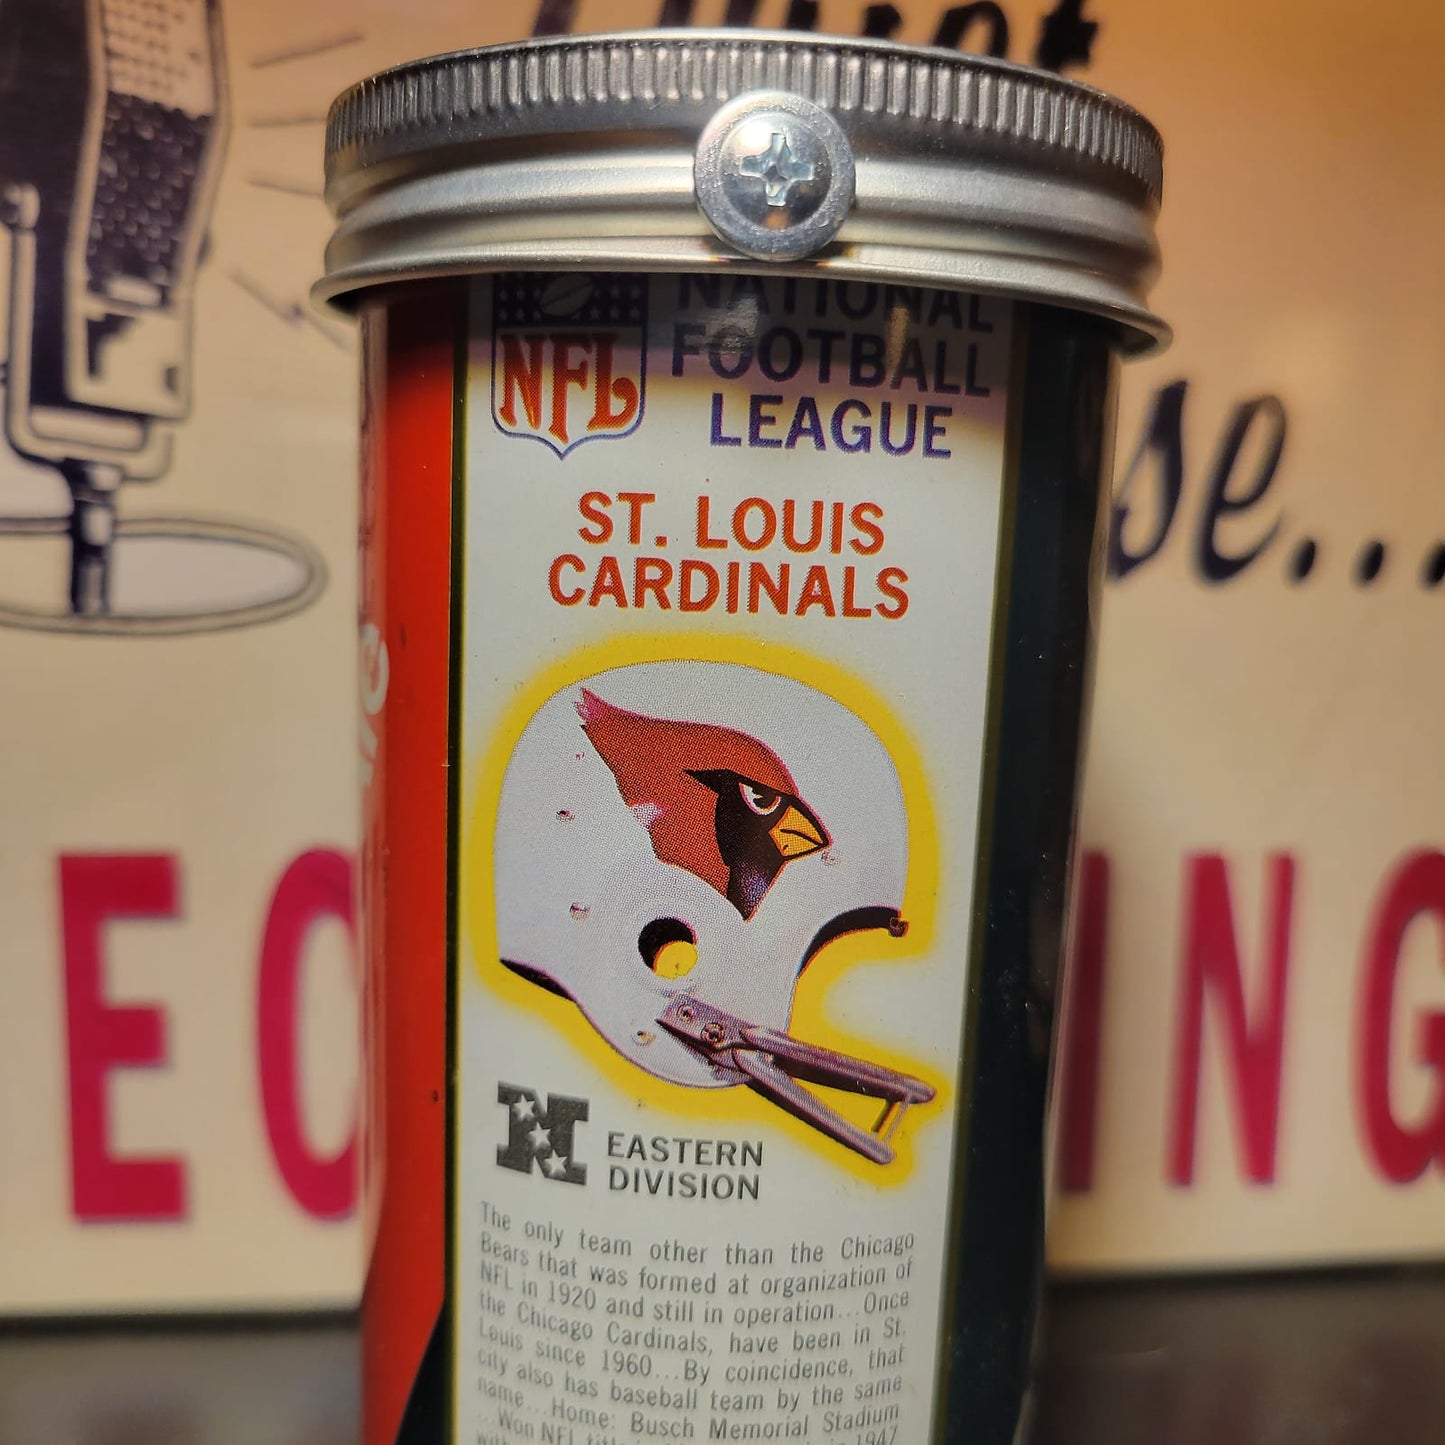 NATIONAL
NFL FOOTBALL
LEAGUE
ST. LOUIS
CARDINALS
EASTERN
DIVISION
The only team other than the Chicago
Bears that was formed at organization of
NFL in 1920 and still in operation...Once
the Chicago Cardinals, have been in St.
Louis since 1960...By coincidence, that
city also has baseball team by the same
name...Home: Busch Memorial Stadium
...Won NFL 1947